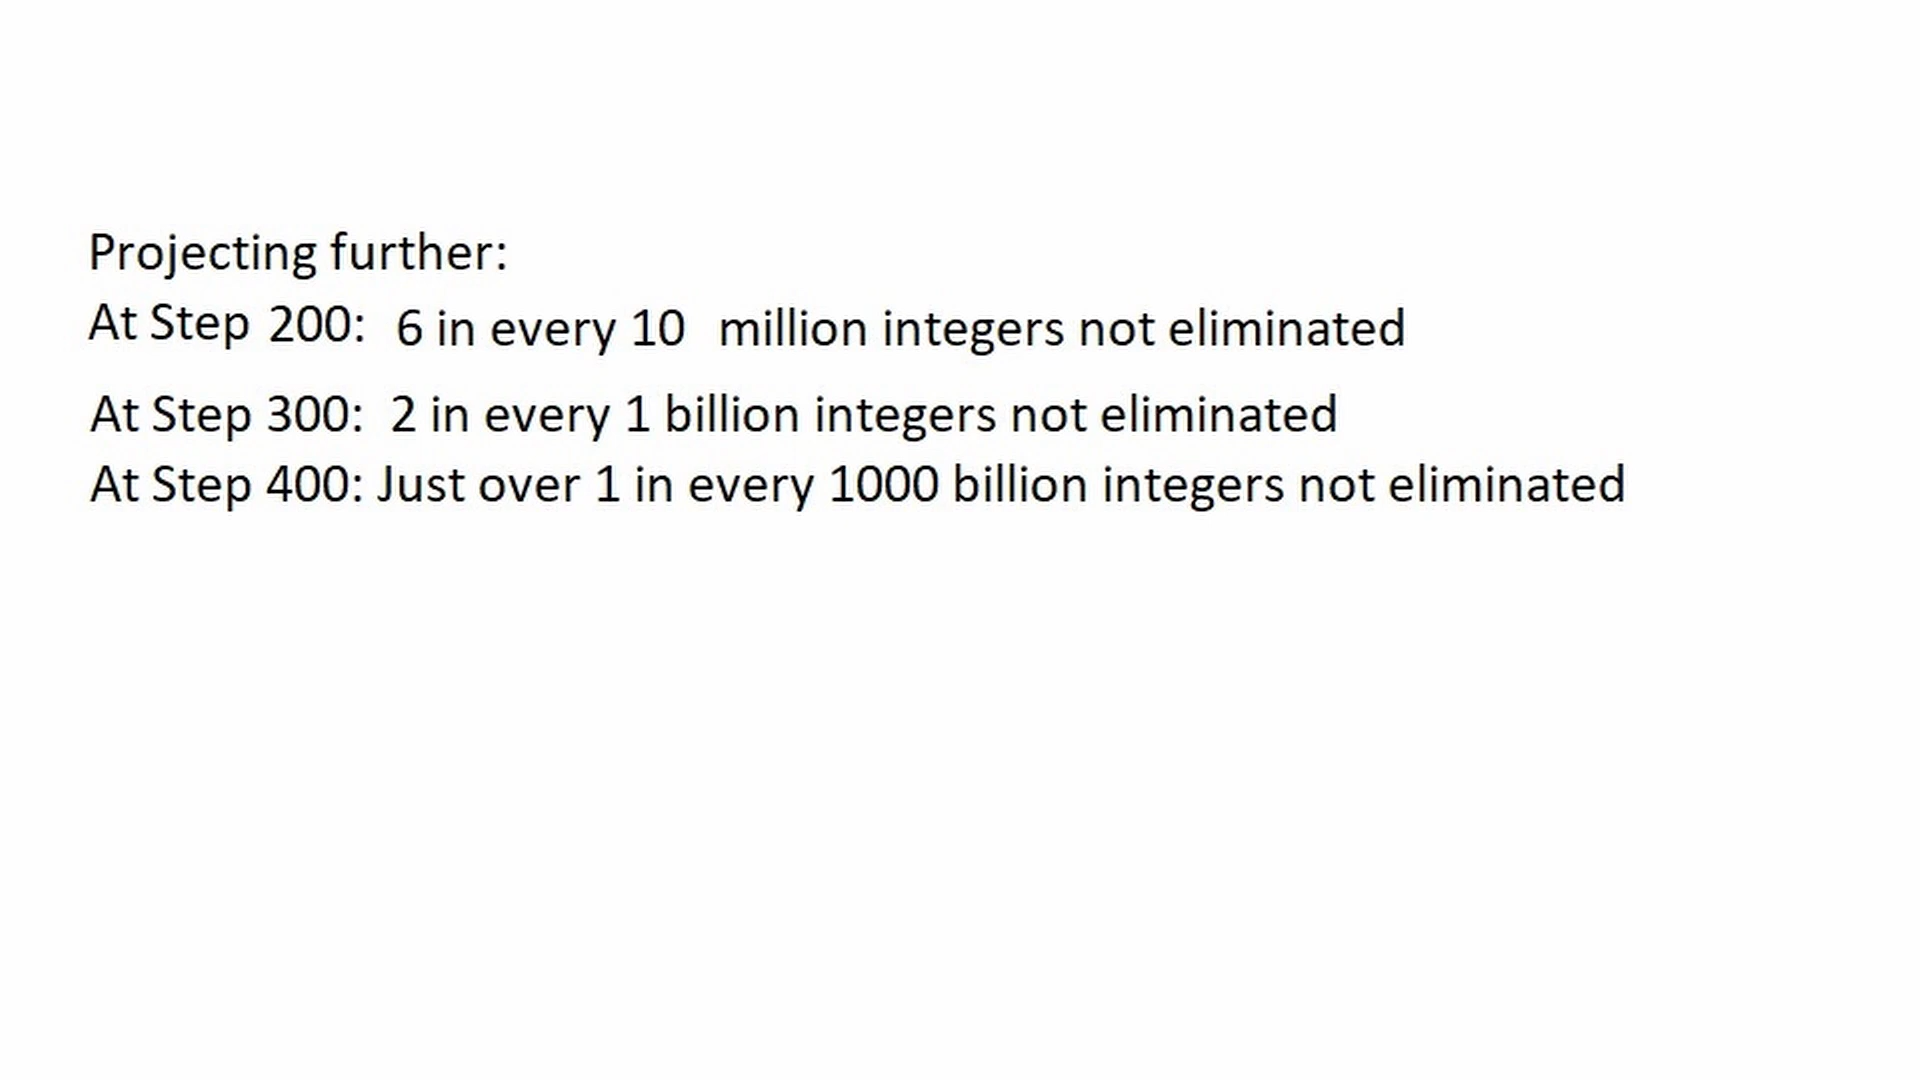 Projecting further:
At Step 200: 6 in every 10 million integers not eliminated
At Step 300: 2 in every 1 billion integers not eliminated
At Step 400: Just over 1 in every 1000 billion integers not eliminated